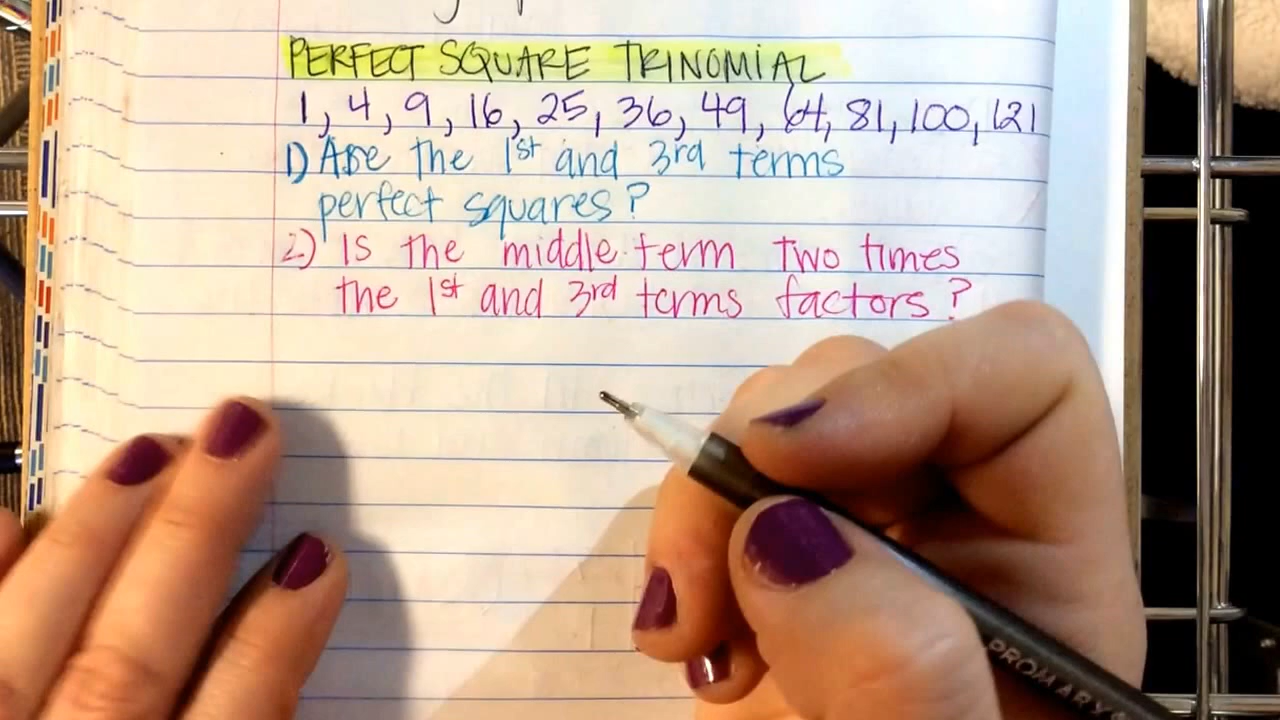 PERFECT SQUARE TRINOMIAL
1, 4, 9, 16, 25, 36, 49, 64, 81, 100, 121
1) Are the 1st and 3rd terms
perfect squares?
2.) Is the middle term two times
the 1st and 3rd terms factors?